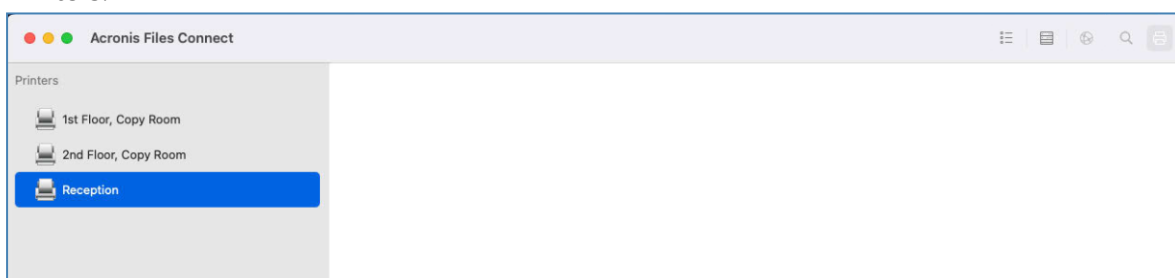 Acronis Files Connect
Printers
1st Floor, Copy Room
2nd Floor, Copy Room
Reception